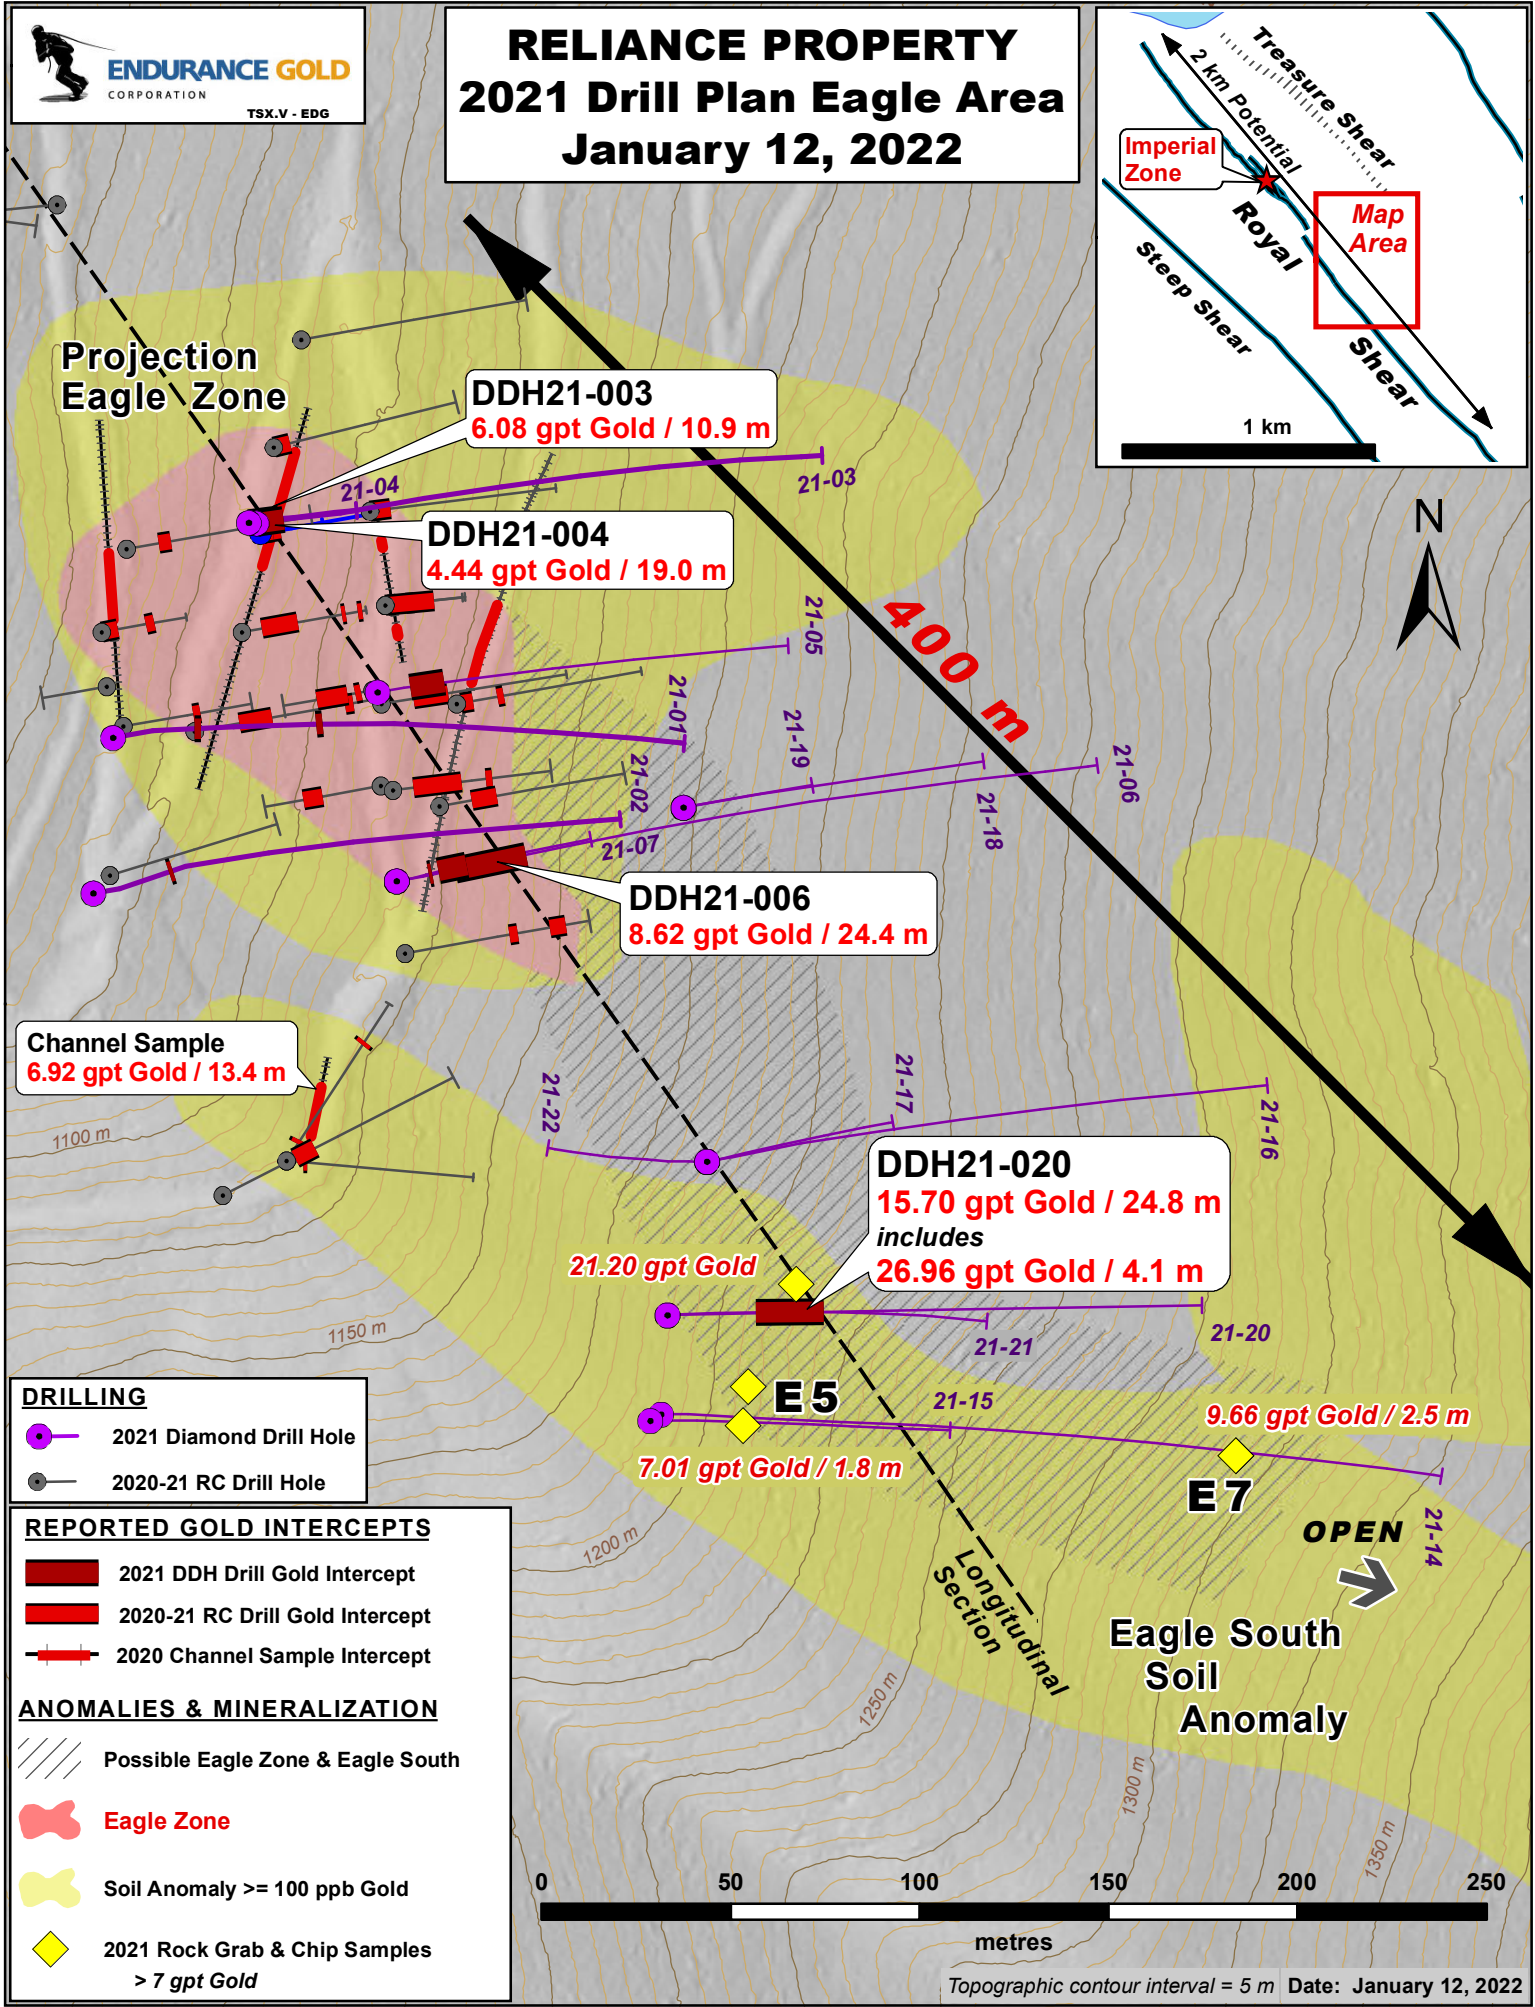 ENDURANCE GOLD
CORPORATION
TSX.V - EDG
RELIANCE PROPERTY
2021 Drill Plan Eagle Area
January 12, 2022
Treasure Shear
2 km Potential
Imperial
Zone
Map
Area
Royal
Shear
Steep Shear
1 km
N
Projection
Eagle Zone
DDH21-003
6.08 gpt Gold / 10.9 m
21-04
21-03
DDH21-004
4.44 gpt Gold / 19.0 m
400 m
21-05
21-01
21-19
21-06
21-02
21-18
21-07
DDH21-006
8.62 gpt Gold / 24.4 m
Channel Sample
6.92 gpt Gold / 13.4 m
1100 m
21-22
21-17
21-16
DDH21-020
15.70 gpt Gold / 24.8 m
includes
26.96 gpt Gold / 4.1 m
21.20 gpt Gold
1150 m
21-20
21-21
E5
21-15
9.66 gpt Gold / 2.5 m
7.01 gpt Gold / 1.8 m
E7
21-14
OPEN
1200 m
Longitudinal
Section
Eagle South
Soil
Anomaly
1250 m
1300 m
1350 m
DRILLING
2021 Diamond Drill Hole
2020-21 RC Drill Hole
REPORTED GOLD INTERCEPTS
2021 DDH Drill Gold Intercept
2020-21 RC Drill Gold Intercept
2020 Channel Sample Intercept
ANOMALIES & MINERALIZATION
Possible Eagle Zone & Eagle South
Eagle Zone
Soil Anomaly >= 100 ppb Gold
2021 Rock Grab & Chip Samples
> 7 gpt Gold
0 50 100 150 200 250
metres
Topographic contour interval = 5 m Date: January 12, 2022